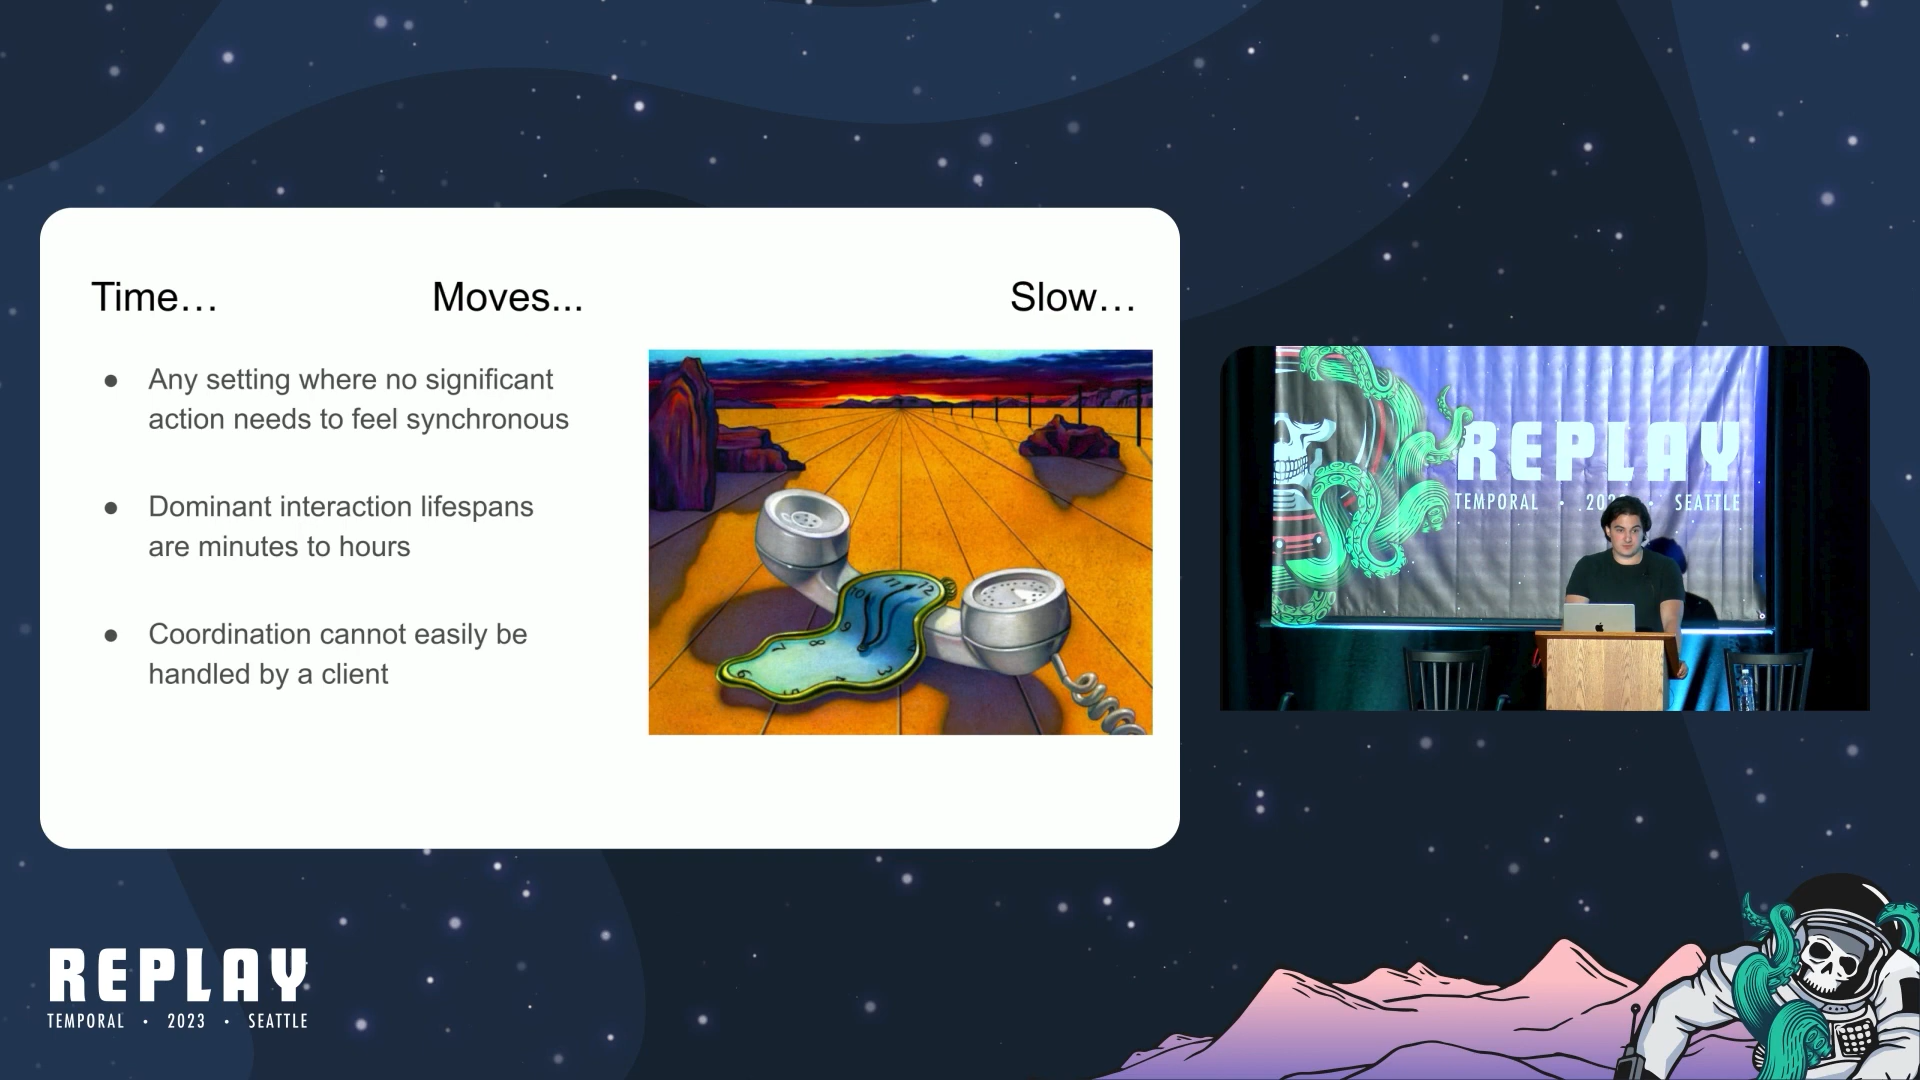 Time… Moves... Slow…
● Any setting where no significant
action needs to feel synchronous
● Dominant interaction lifespans
are minutes to hours
● Coordination cannot easily be
handled by a client
REPLAY
TEMPORAL • 202 • SEATTLE
REPLAY
TEMPORAL • 2023 • SEATTLE